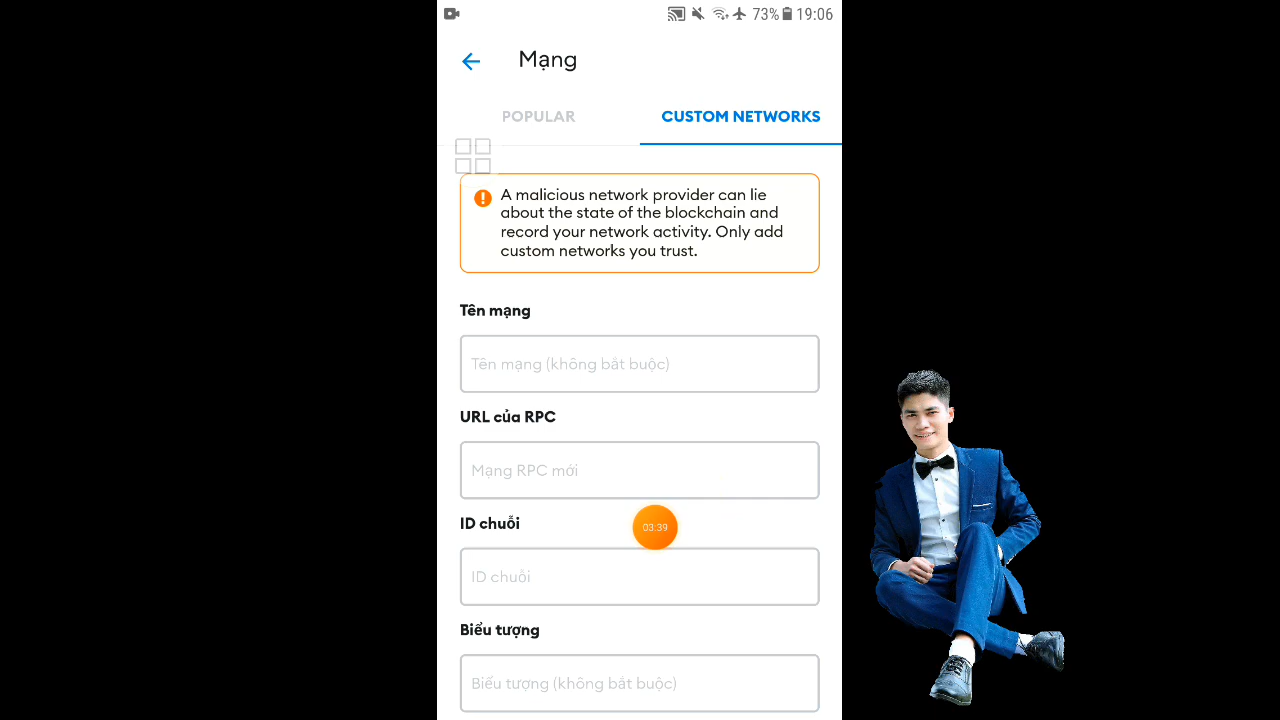 73% 19:06
Mạng
POPULAR
CUSTOM NETWORKS
A malicious network provider can lie
about the state of the blockchain and
record your network activity. Only add
custom networks you trust.
Tên mạng
Tên mạng (không bắt buộc)
URL của RPC
Mạng RPC mới
ID chuỗi
03:39
ID chuỗi
Biểu tượng
Biểu tượng (không bắt buộc)